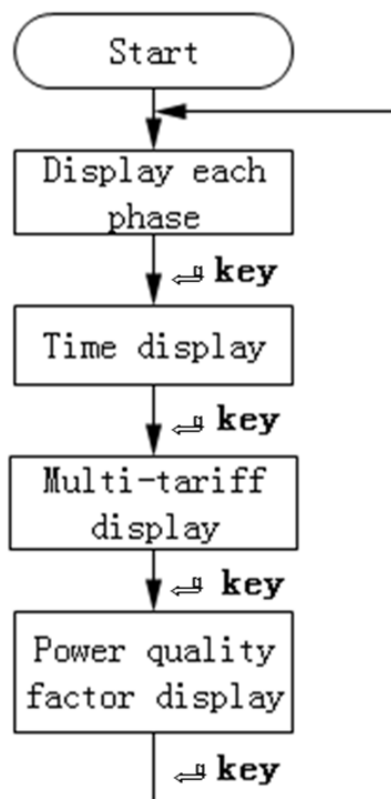 Start
Display each
phase
key
Time display
key
Multi-tariff
display
key
Power quality
factor display
key